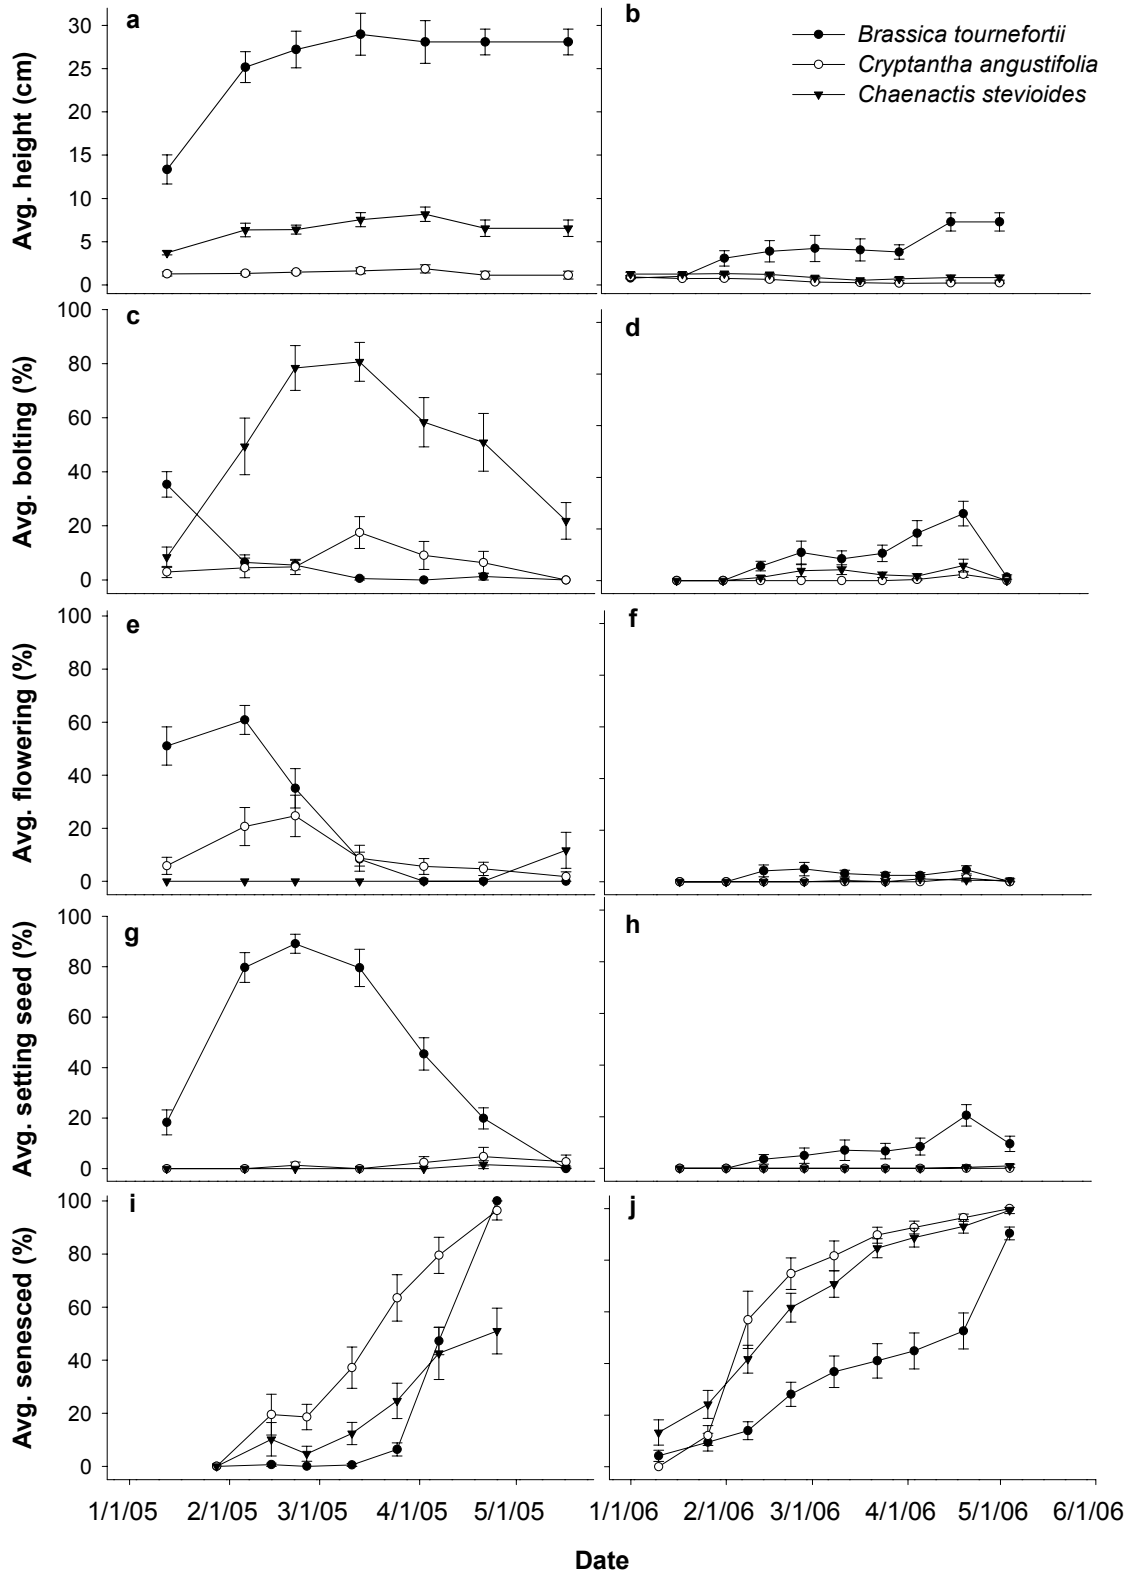 a
b
Brassica tournefortii
Cryptantha angustifolia
Chaenactis stevioides
Avg. height (cm)
30
25
20
15
10
5
0
c
d
Avg. bolting (%)
100
80
60
40
20
0
e
f
Avg. flowering (%)
100
80
60
40
20
0
g
h
Avg. setting seed (%)
100
80
60
40
20
0
i
j
Avg. senesced (%)
100
80
60
40
20
0
1/1/05 2/1/05 3/1/05 4/1/05 5/1/05 1/1/06 2/1/06 3/1/06 4/1/06 5/1/06 6/1/06
Date